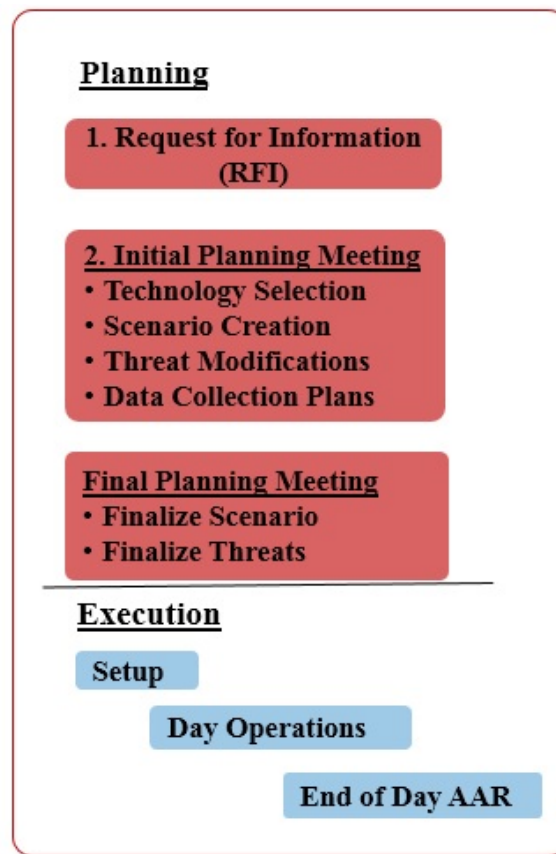 Planning
1. Request for Information
(RFI)
2. Initial Planning Meeting
• Technology Selection
• Scenario Creation
• Threat Modifications
• Data Collection Plans
Final Planning Meeting
• Finalize Scenario
• Finalize Threats
Execution
Setup
Day Operations
End of Day AAR